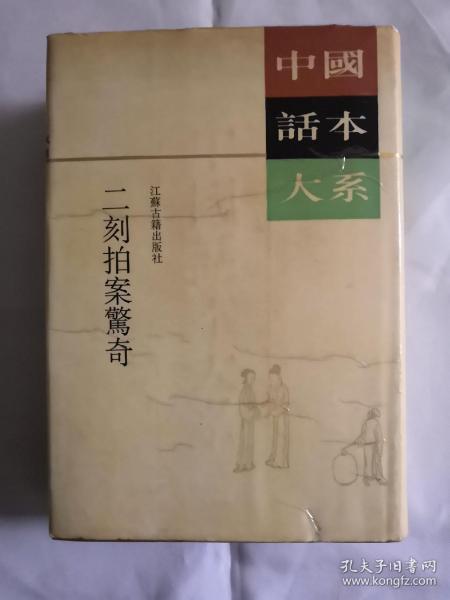 中國
話本
大系
江蘇古籍出版社
二刻拍案驚奇
孔夫子旧书网
www.kongfz.com